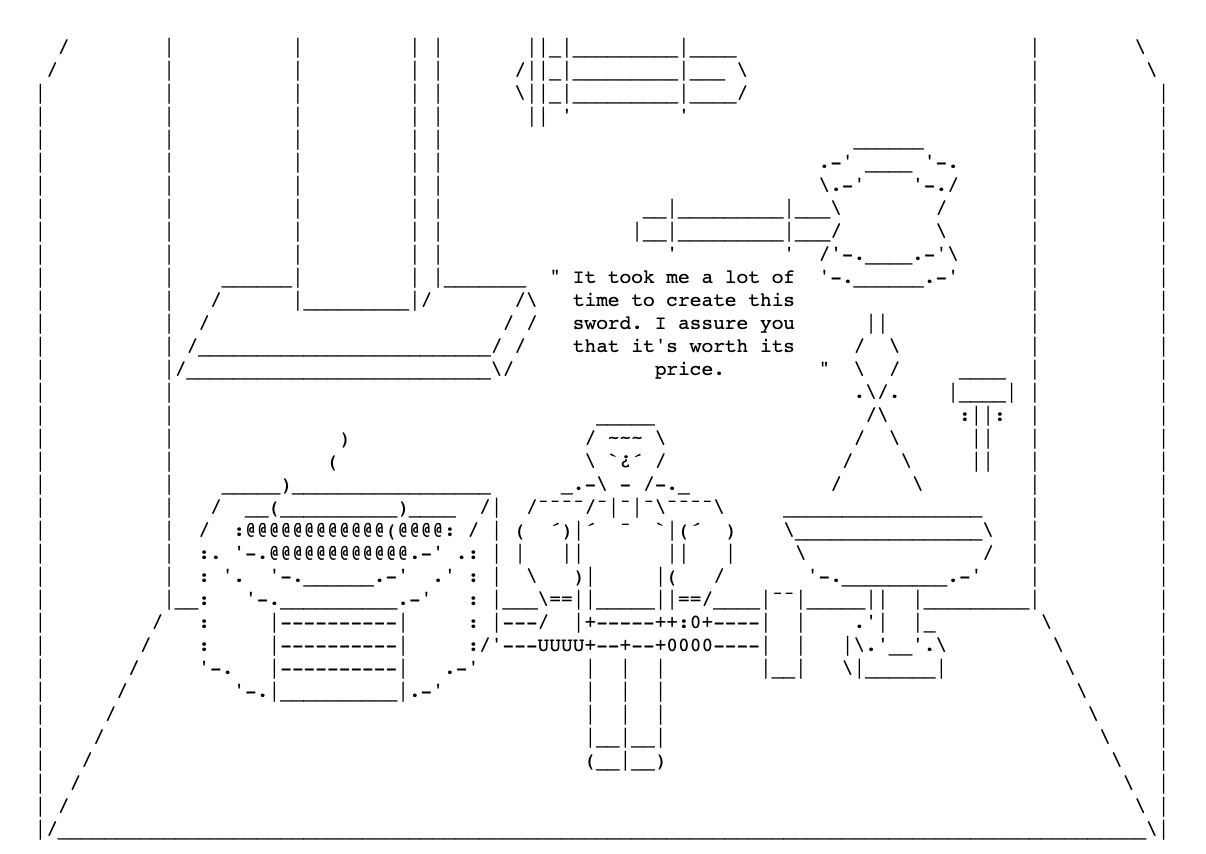 " It took me a lot of
time to create this
sword. I assure you
that it's worth its
price. "